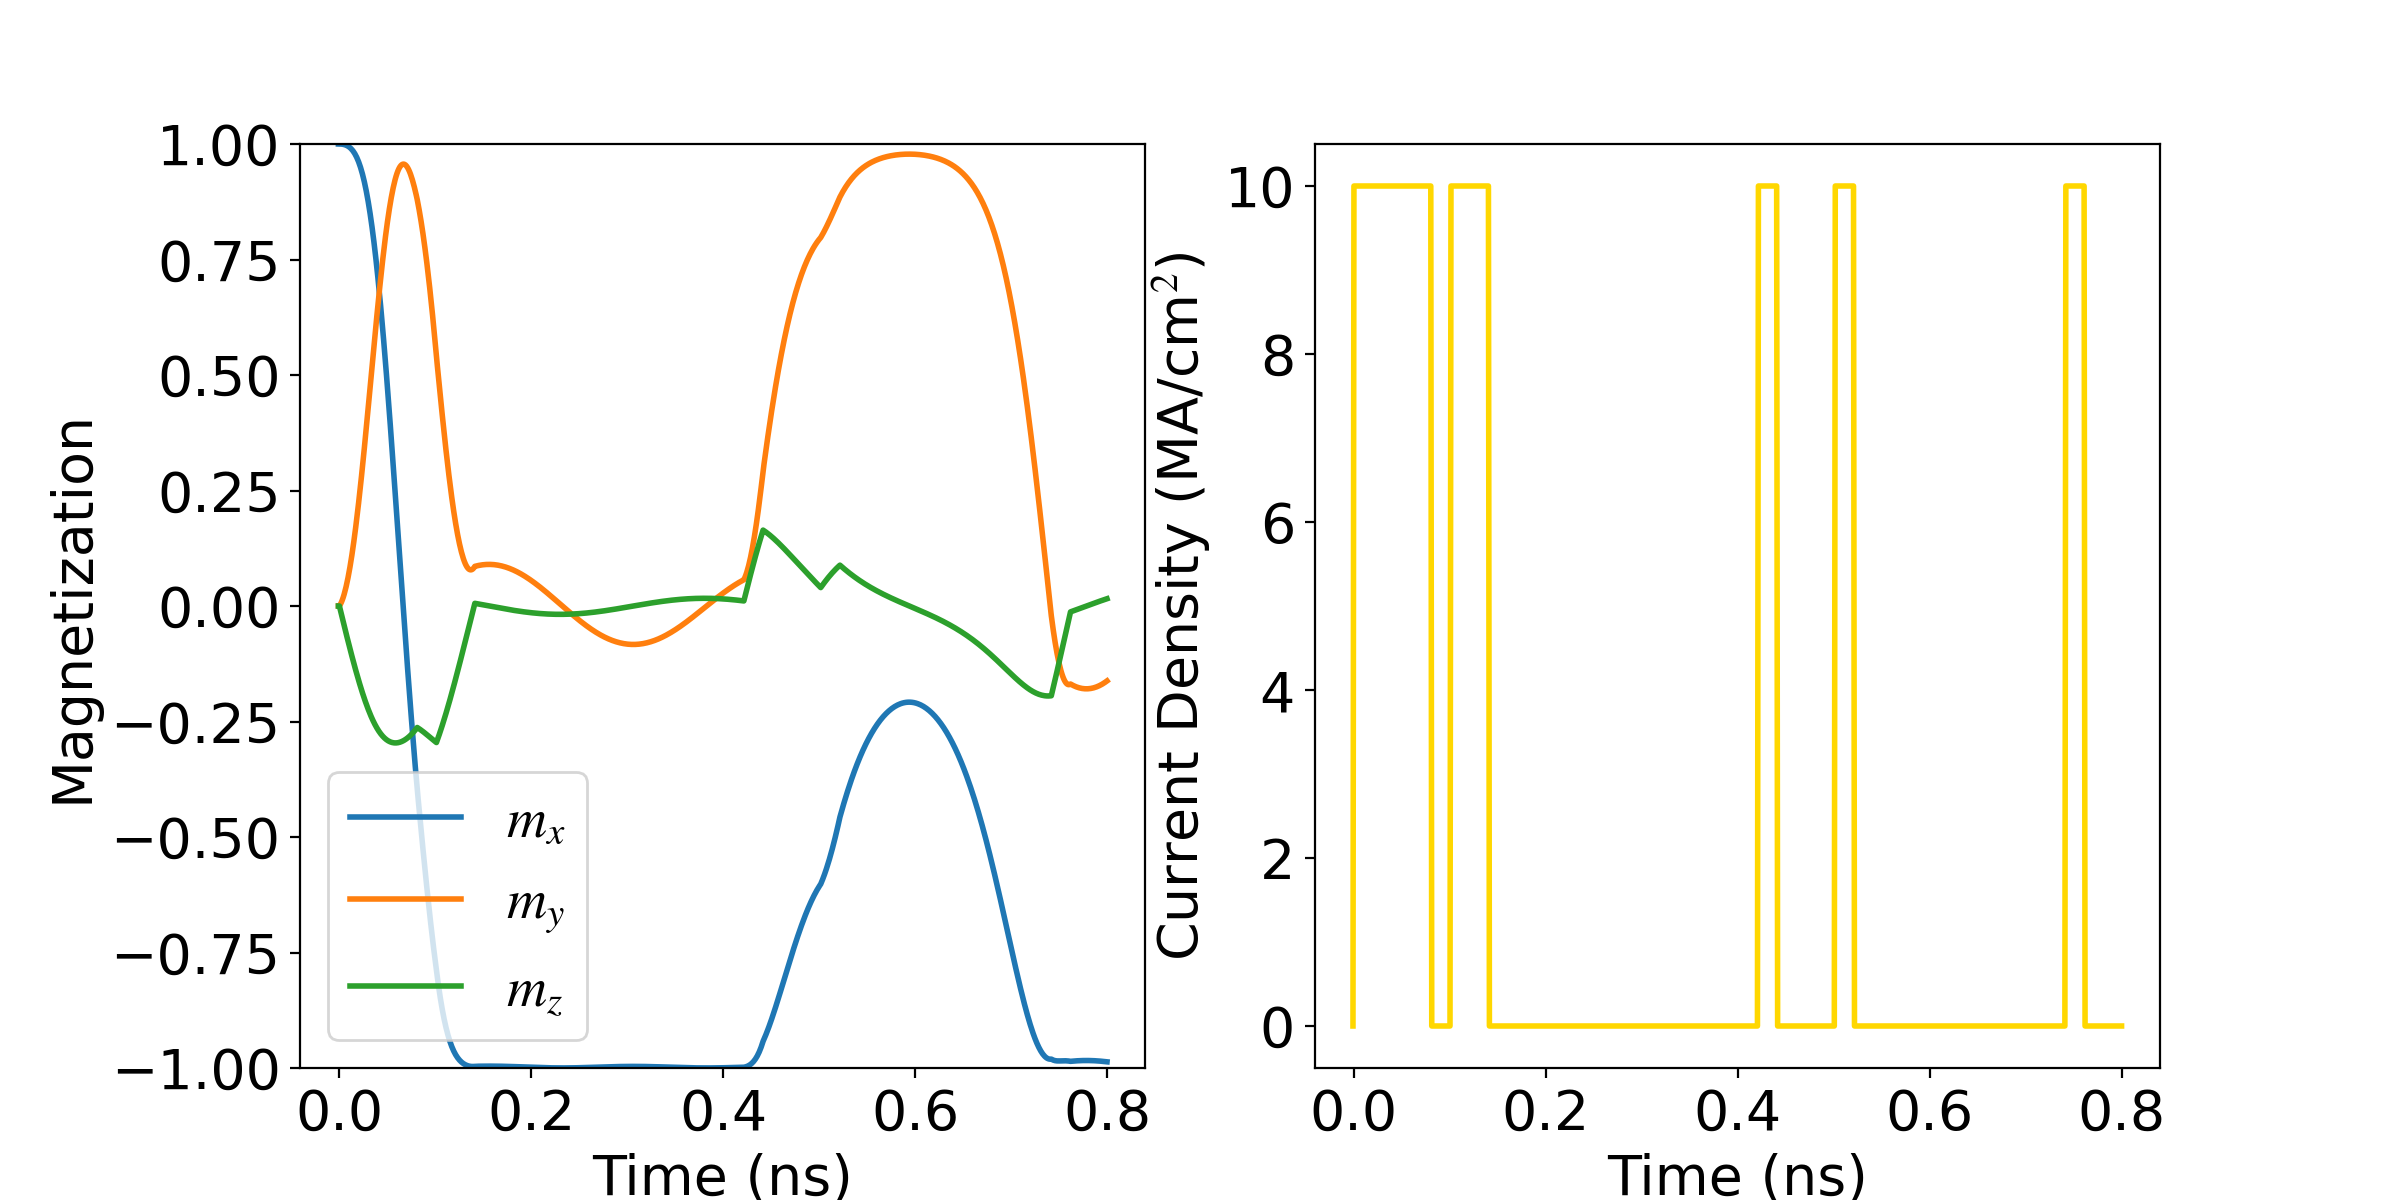 Magnetization
1.00
0.75
0.50
0.25
0.00
−0.25
−0.50
−0.75
−1.00
0.0 0.2 0.4 0.6 0.8
Time (ns)
m_x
m_y
m_z
Current Density (MA/cm²)
10
8
6
4
2
0
0.0 0.2 0.4 0.6 0.8
Time (ns)